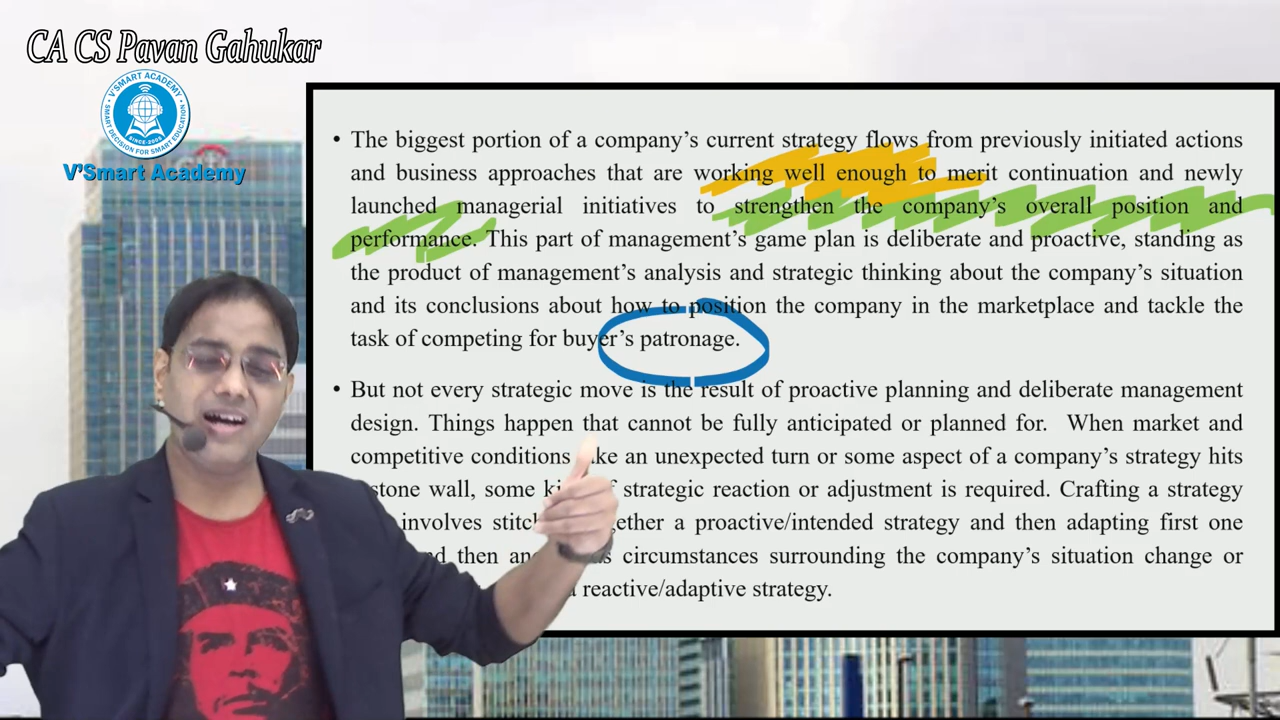 CA CS Pavan Gahukar
V'SMART ACADEMY
SMART DECISION FOR SMART EDUCATION
V'Smart Academy
• The biggest portion of a company's current strategy flows from previously initiated actions
and business approaches that are working well enough to merit continuation and newly
launched managerial initiatives to strengthen the company's overall position and
performance. This part of management's game plan is deliberate and proactive, standing as
the product of management's analysis and strategic thinking about the company's situation
and its conclusions about how to position the company in the marketplace and tackle the
task of competing for buyer's patronage.
• But not every strategic move is the result of proactive planning and deliberate management
design. Things happen that cannot be fully anticipated or planned for. When market and
competitive conditions an unexpected turn or some aspect of a company's strategy hits
stone wall, some strategic reaction or adjustment is required. Crafting a strategy
involves a proactive/intended strategy and then adapting first one
then circumstances surrounding the company's situation change or
reactive/adaptive strategy.